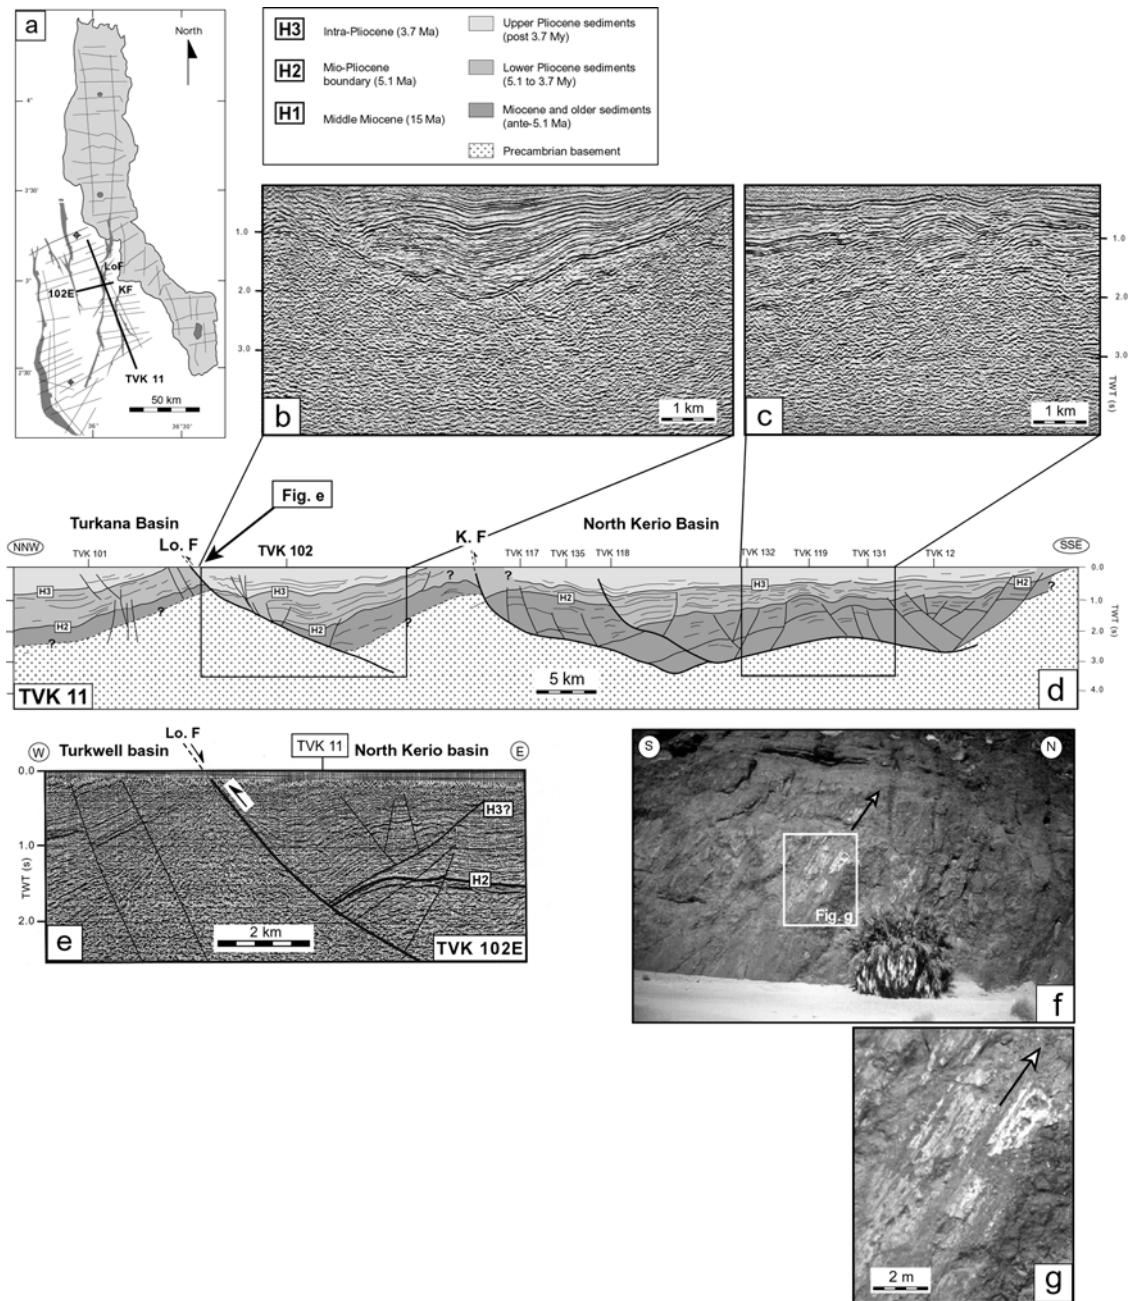 a
North
4°
3°30'
3°
2°30'
LoF
102E
KF
TVK 11
50 km
36°
36°30'
H3 Intra-Pliocene (3.7 Ma)
H2 Mio-Pliocene
boundary (5.1 Ma)
H1 Middle Miocene (15 Ma)
Upper Pliocene sediments
(post 3.7 My)
Lower Pliocene sediments
(5.1 to 3.7 My)
Miocene and older sediments
(ante-5.1 Ma)
Precambrian basement
1.0
2.0
3.0
b
1 km
c
1 km
1.0
2.0
3.0
TWT (s)
Fig. e
Turkana Basin
Lo. F
K. F
North Kerio Basin
NNW
TVK 101
TVK 102
TVK 117
TVK 135
TVK 118
TVK 132
TVK 119
TVK 131
TVK 12
SSE
H3
H2
?
?
H3
H2
?
?
?
H2
H3
H2
?
0.0
1.0
2.0
3.0
4.0
TWT (s)
TVK 11
5 km
d
Lo. F
W
Turkwell basin
TVK 11
North Kerio basin
E
0.0
1.0
2.0
TWT (s)
H3?
H2
2 km
e
TVK 102E
S
N
Fig. g
f
2 m
g